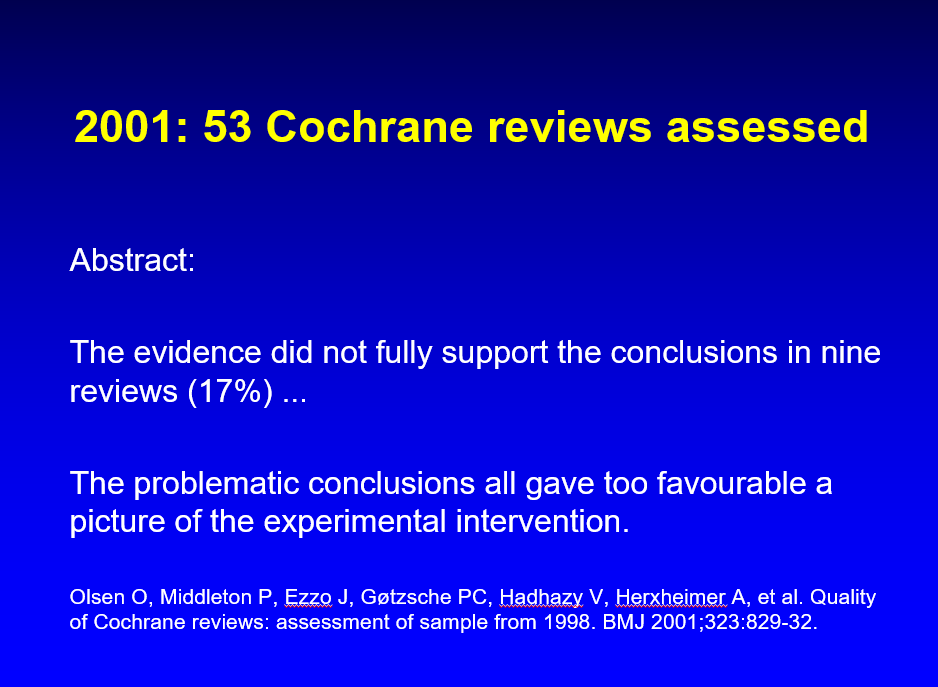 2001: 53 Cochrane reviews assessed
Abstract:
The evidence did not fully support the conclusions in nine
reviews (17%) ...
The problematic conclusions all gave too favourable a
picture of the experimental intervention.
Olsen O, Middleton P, Ezzo J, Gøtzsche PC, Hadhazy V, Herxheimer A, et al. Quality
of Cochrane reviews: assessment of sample from 1998. BMJ 2001;323:829-32.